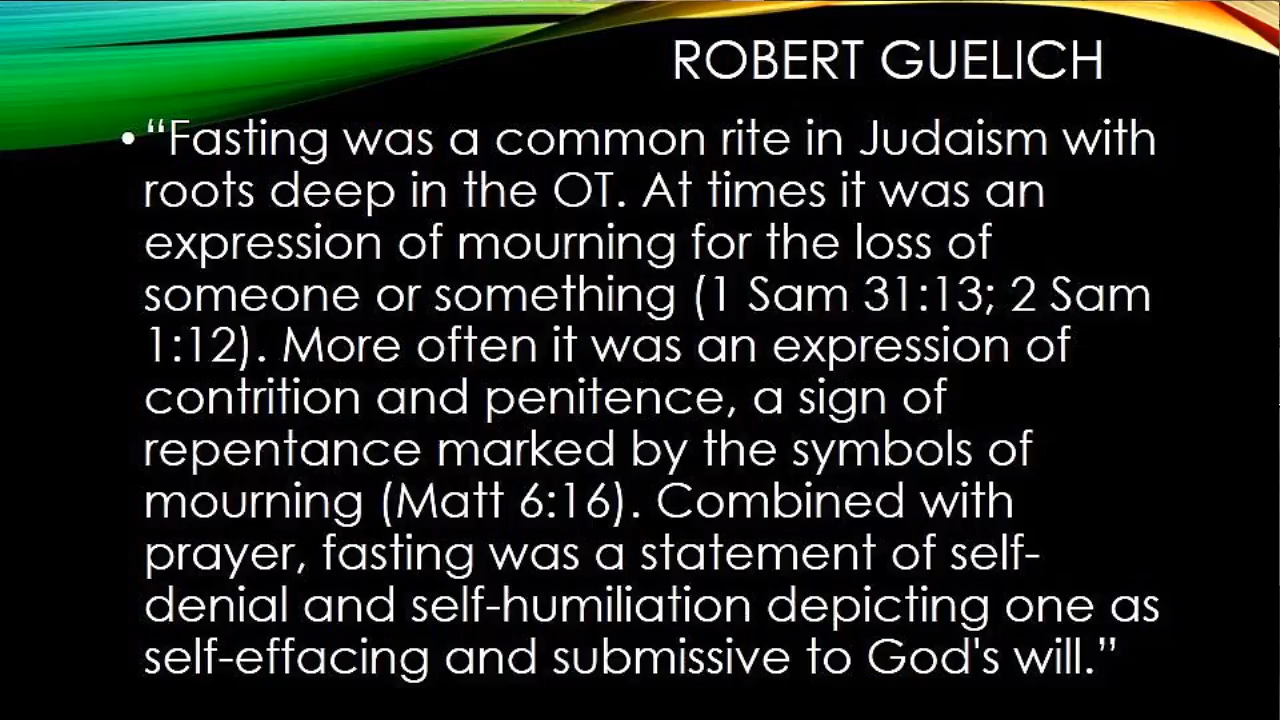 ROBERT GUELICH
• “Fasting was a common rite in Judaism with
roots deep in the OT. At times it was an
expression of mourning for the loss of
someone or something (1 Sam 31:13; 2 Sam
1:12). More often it was an expression of
contrition and penitence, a sign of
repentance marked by the symbols of
mourning (Matt 6:16). Combined with
prayer, fasting was a statement of self-
denial and self-humiliation depicting one as
self-effacing and submissive to God's will.”